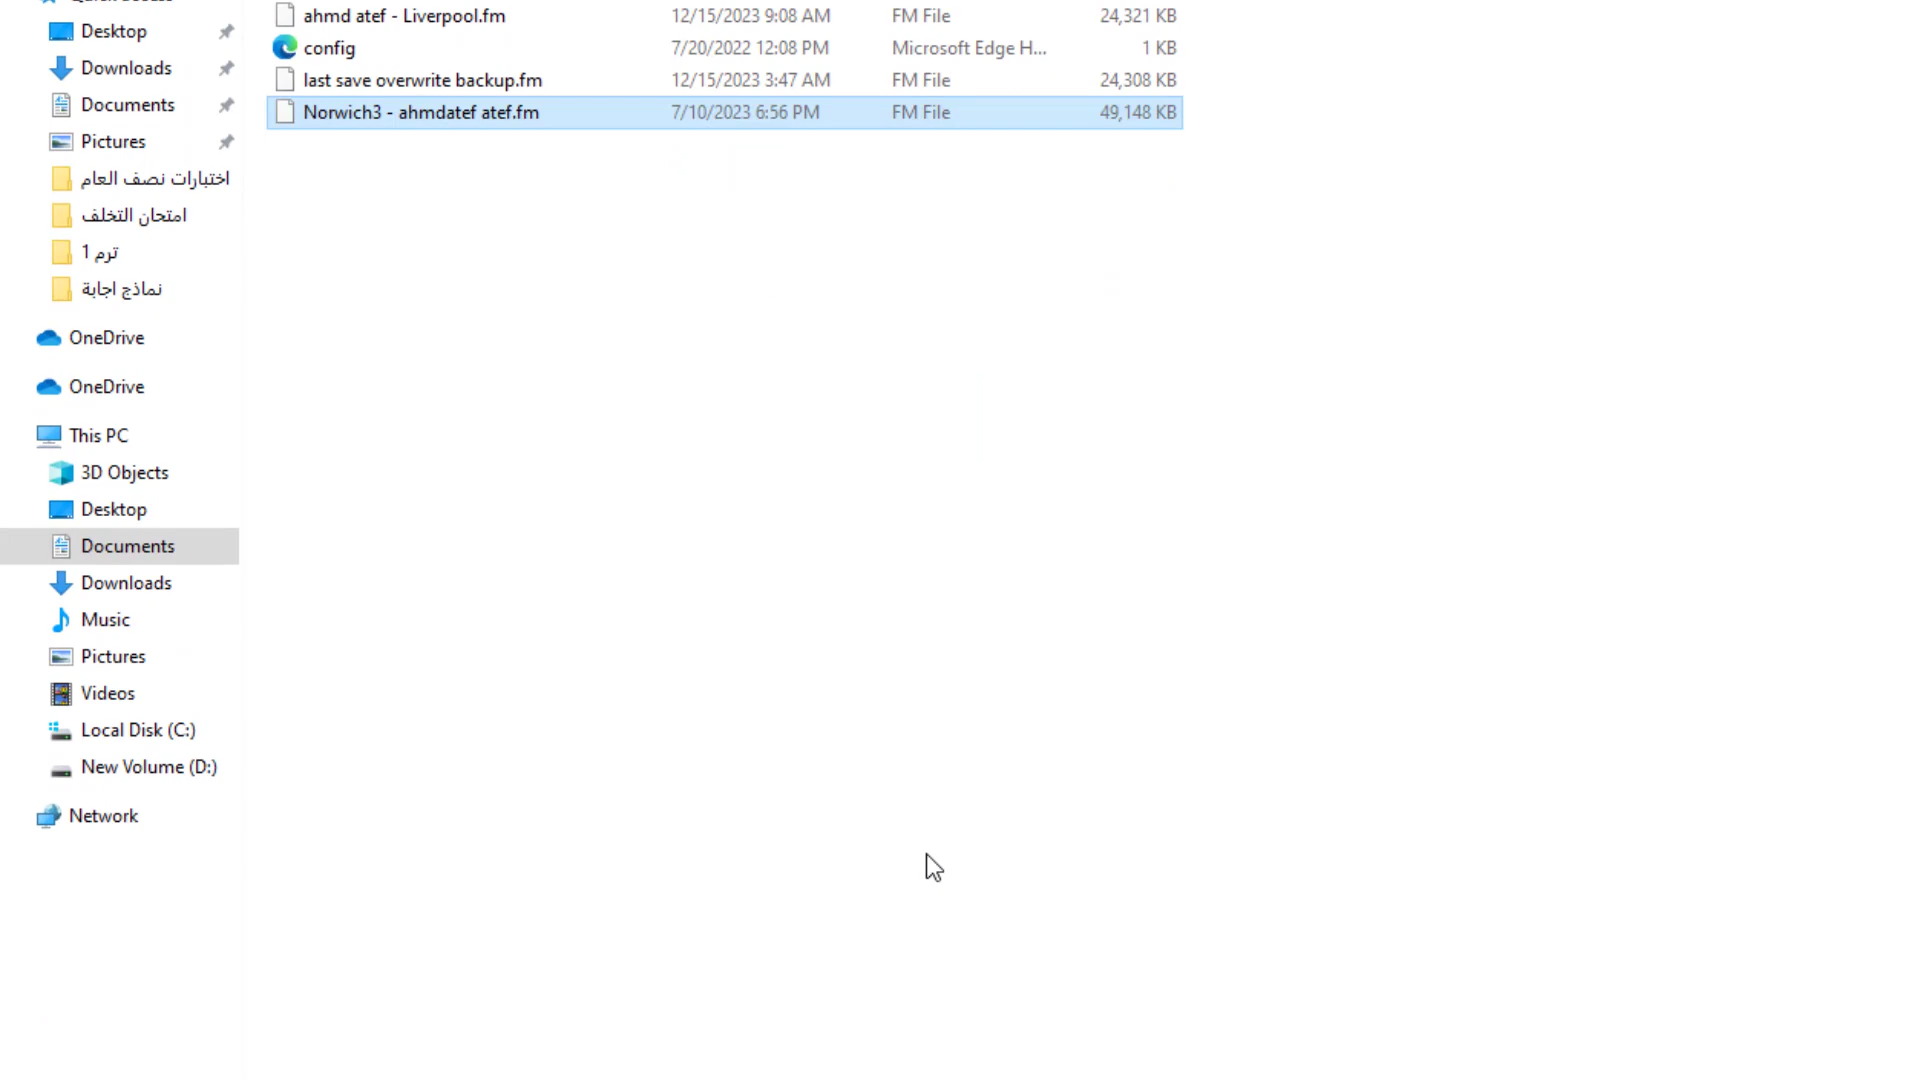 Desktop
Downloads
Documents
Pictures
اختبارات نصف العام
امتحان التخلف
ترم 1
نماذج اجابة
OneDrive
OneDrive
This PC
3D Objects
Desktop
Documents
Downloads
Music
Pictures
Videos
Local Disk (C:)
New Volume (D:)
Network
ahmd atef - Liverpool.fm 12/15/2023 9:08 AM FM File 24,321 KB
config 7/20/2022 12:08 PM Microsoft Edge H... 1 KB
last save overwrite backup.fm 12/15/2023 3:47 AM FM File 24,308 KB
Norwich3 - ahmdatef atef.fm 7/10/2023 6:56 PM FM File 49,148 KB